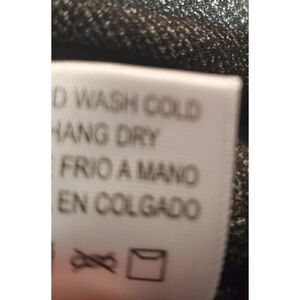 D WASH COLD
HANG DRY
FRIO A MANO
EN COLGADO